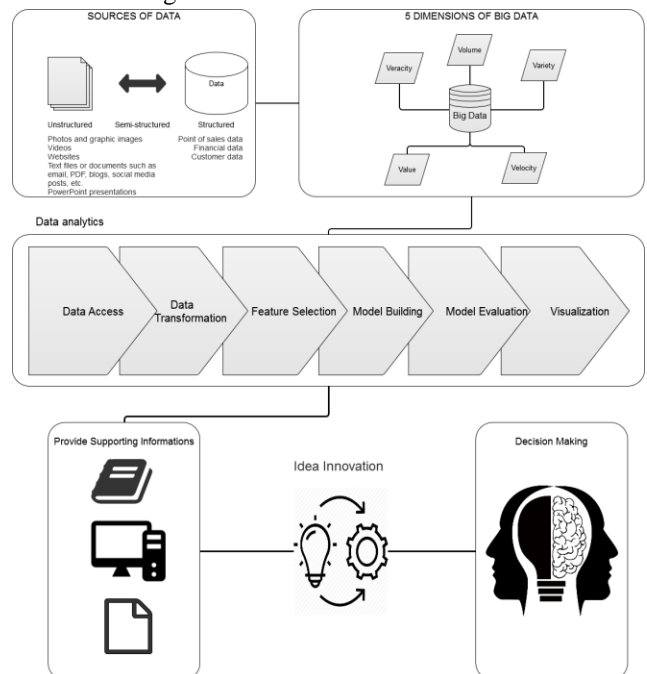 SOURCES OF DATA
Data
Unstructured
Semi-structured
Structured
Photos and graphic images
Videos
Websites
Text files or documents such as
email, PDF, blogs, social media
posts, etc.
PowerPoint presentations
Point of sales data
Financial data
Customer data
5 DIMENSIONS OF BIG DATA
Volume
Veracity
Variety
Big Data
Value
Velocity
Data analytics
Data Access
Data
Transformation
Feature Selection
Model Building
Model Evaluation
Visualization
Provide Supporting Informations
Idea Innovation
Decision Making